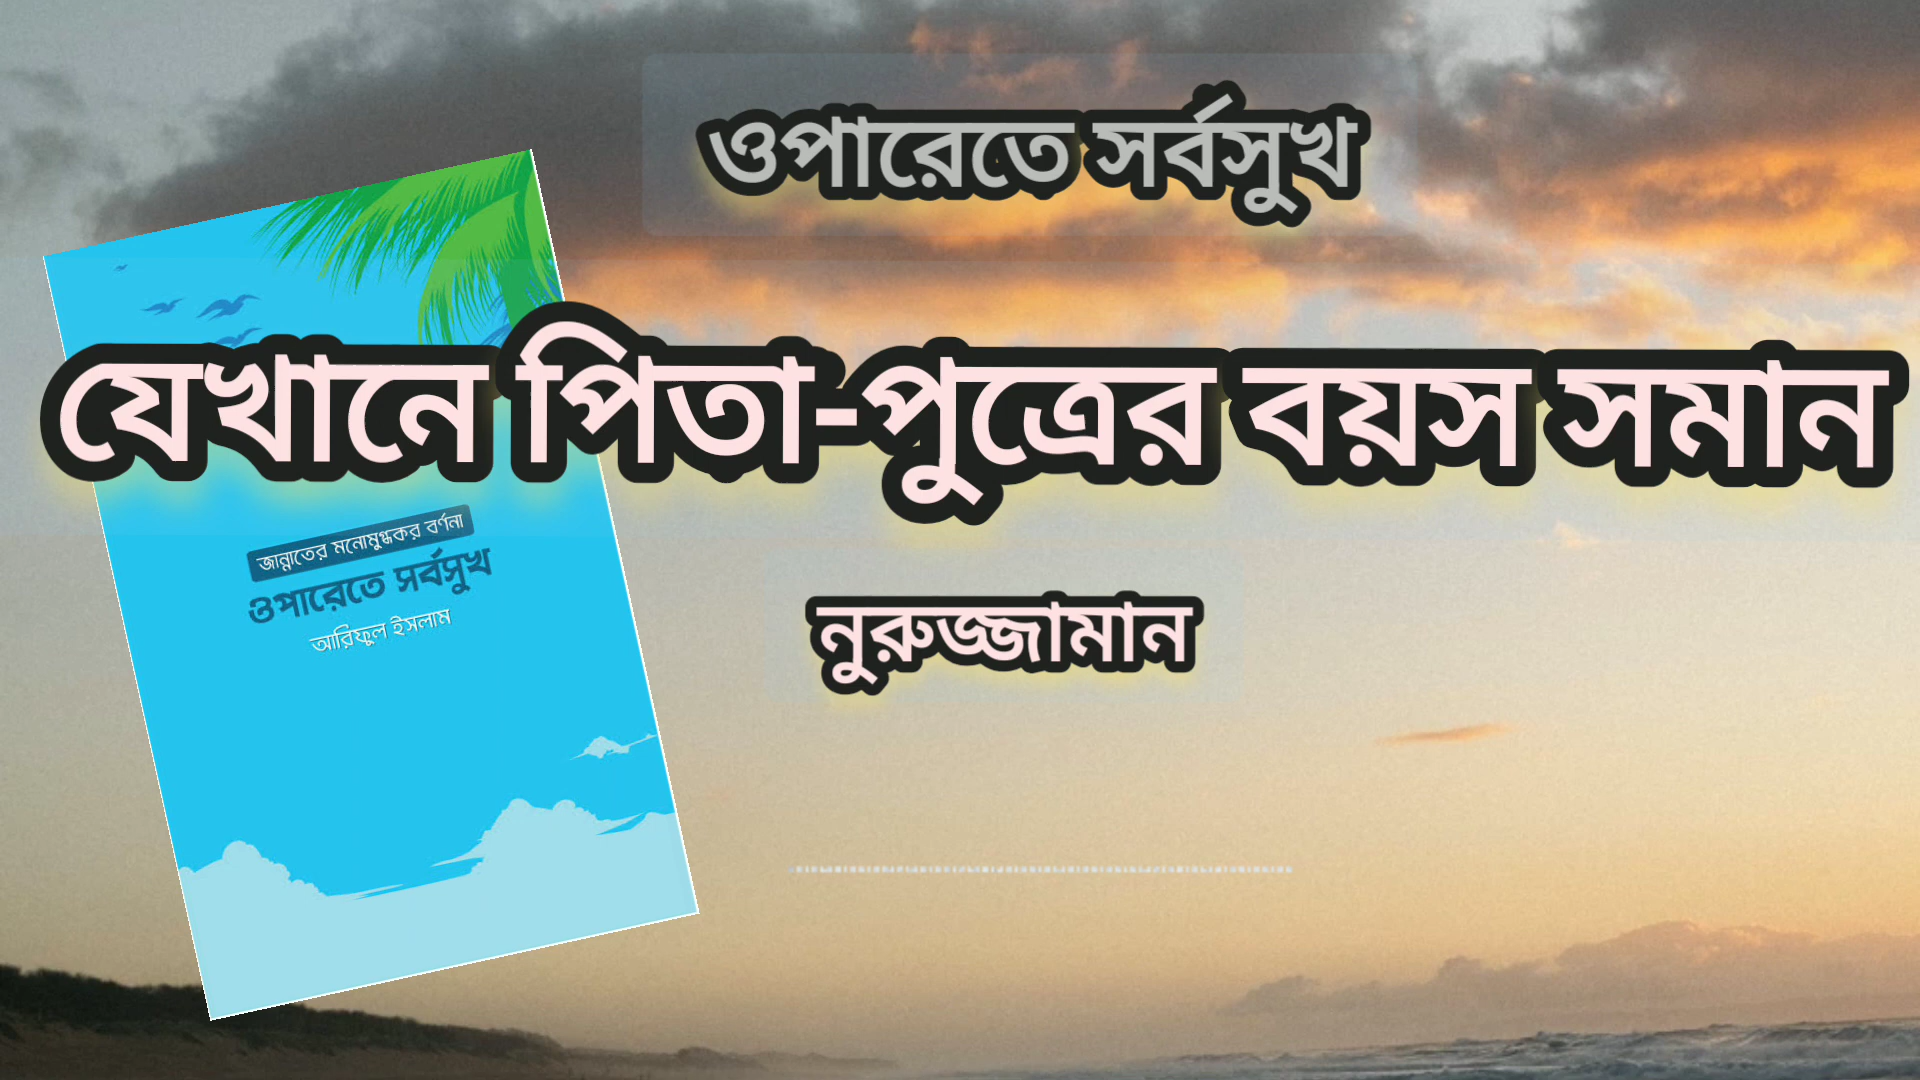 ওপারেতে সর্বসুখ
যেখানে পিতা-পুত্রের বয়স সমান
জান্নাতের মনোমুগ্ধকর বর্ণনা
ওপারেতে সর্বসুখ
আরিফুল ইসলাম
নুরুজ্জামান